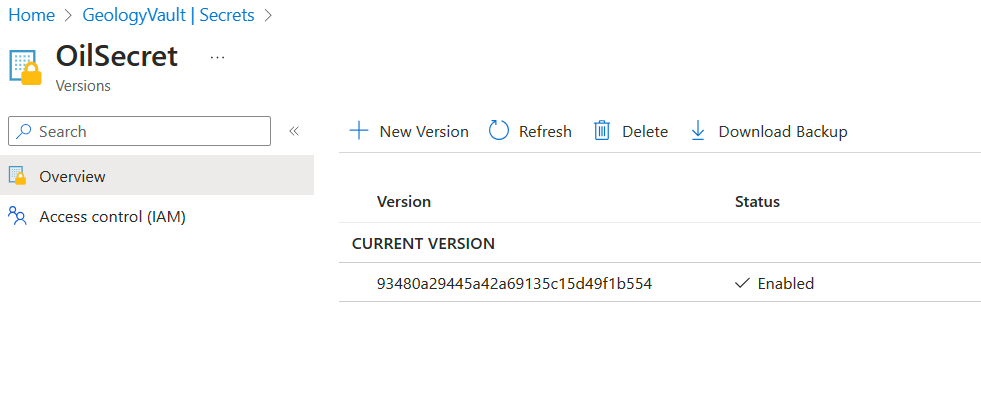 Home > GeologyVault | Secrets >
OilSecret ...
Versions
Search «
Overview
Access control (IAM)
New Version Refresh Delete Download Backup
Version Status
CURRENT VERSION
93480a29445a42a69135c15d49f1b554 Enabled